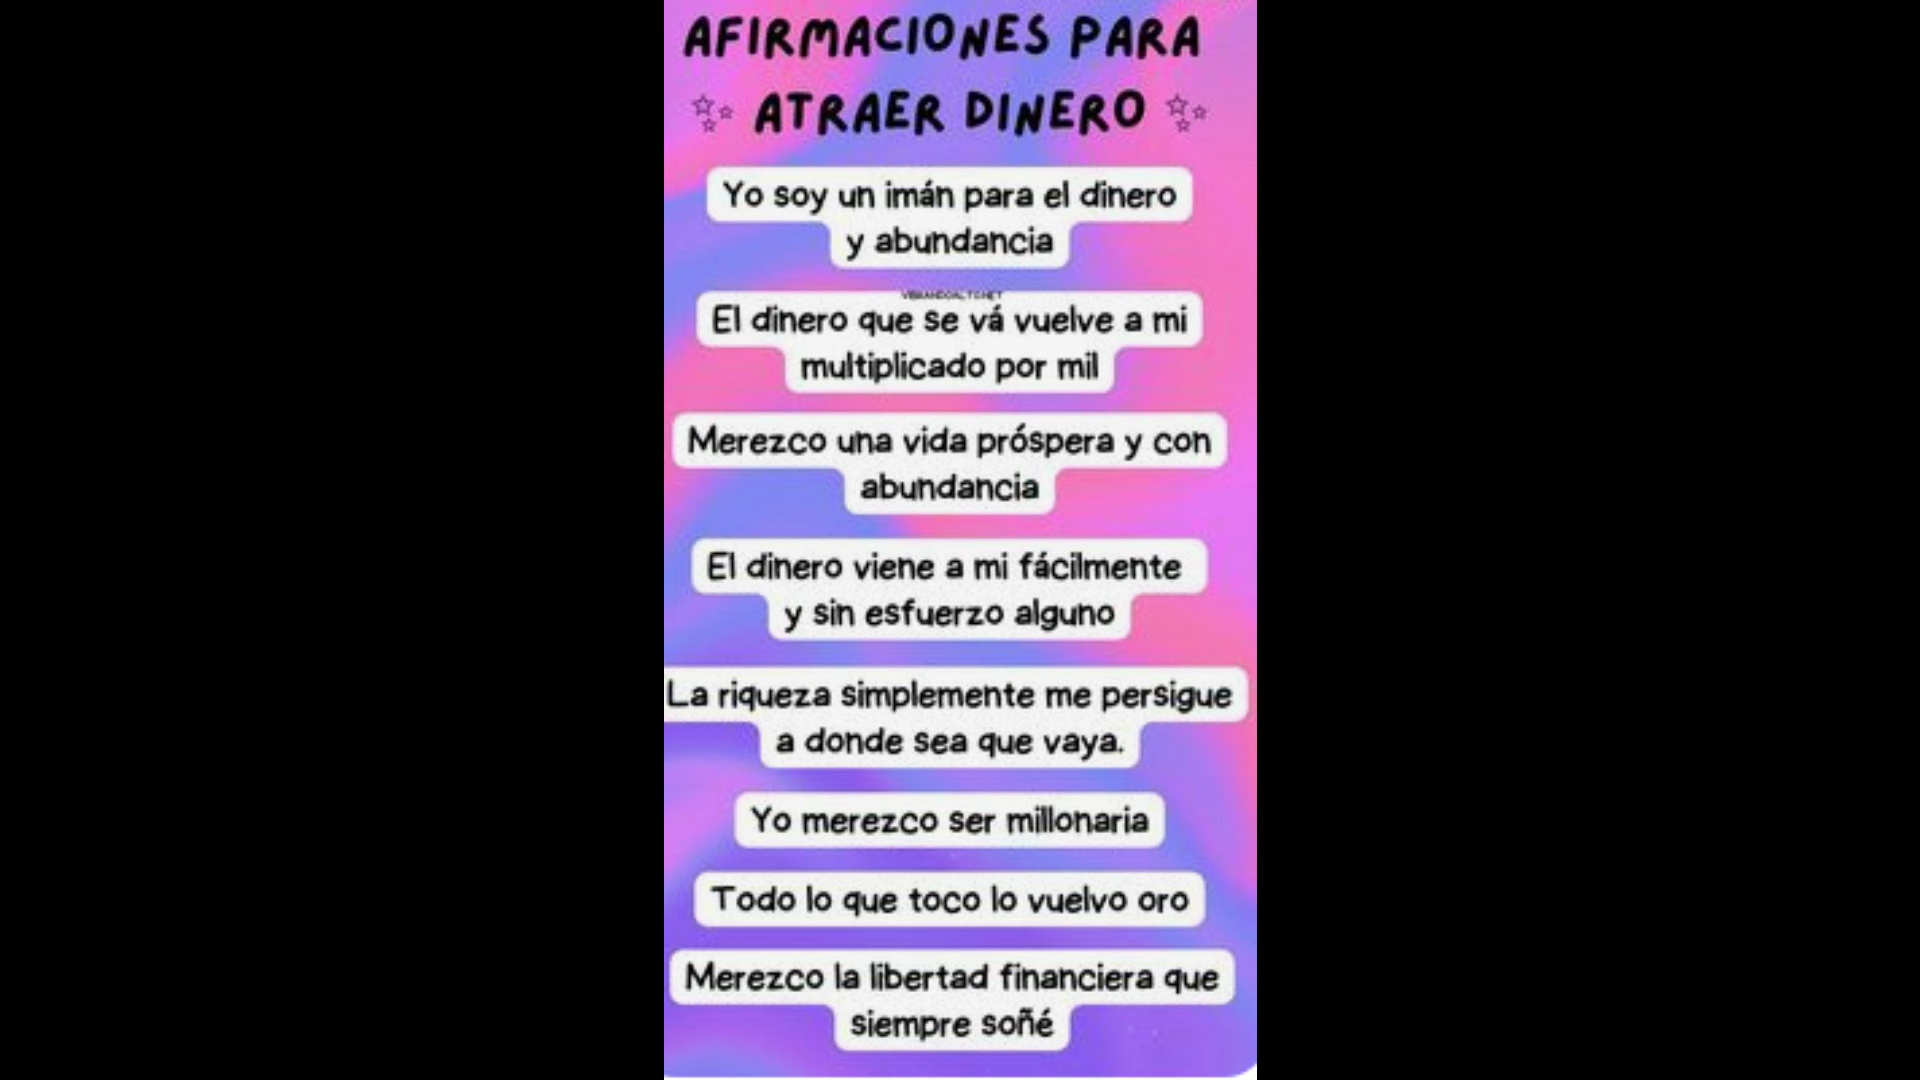 AFIRMACIONES PARA
ATRAER DINERO
Yo soy un imán para el dinero
y abundancia
VIBRANDOALTO.NET
El dinero que se vá vuelve a mi
multiplicado por mil
Merezco una vida próspera y con
abundancia
El dinero viene a mi fácilmente
y sin esfuerzo alguno
La riqueza simplemente me persigue
a donde sea que vaya.
Yo merezco ser millonaria
Todo lo que toco lo vuelvo oro
Merezco la libertad financiera que
siempre soñé